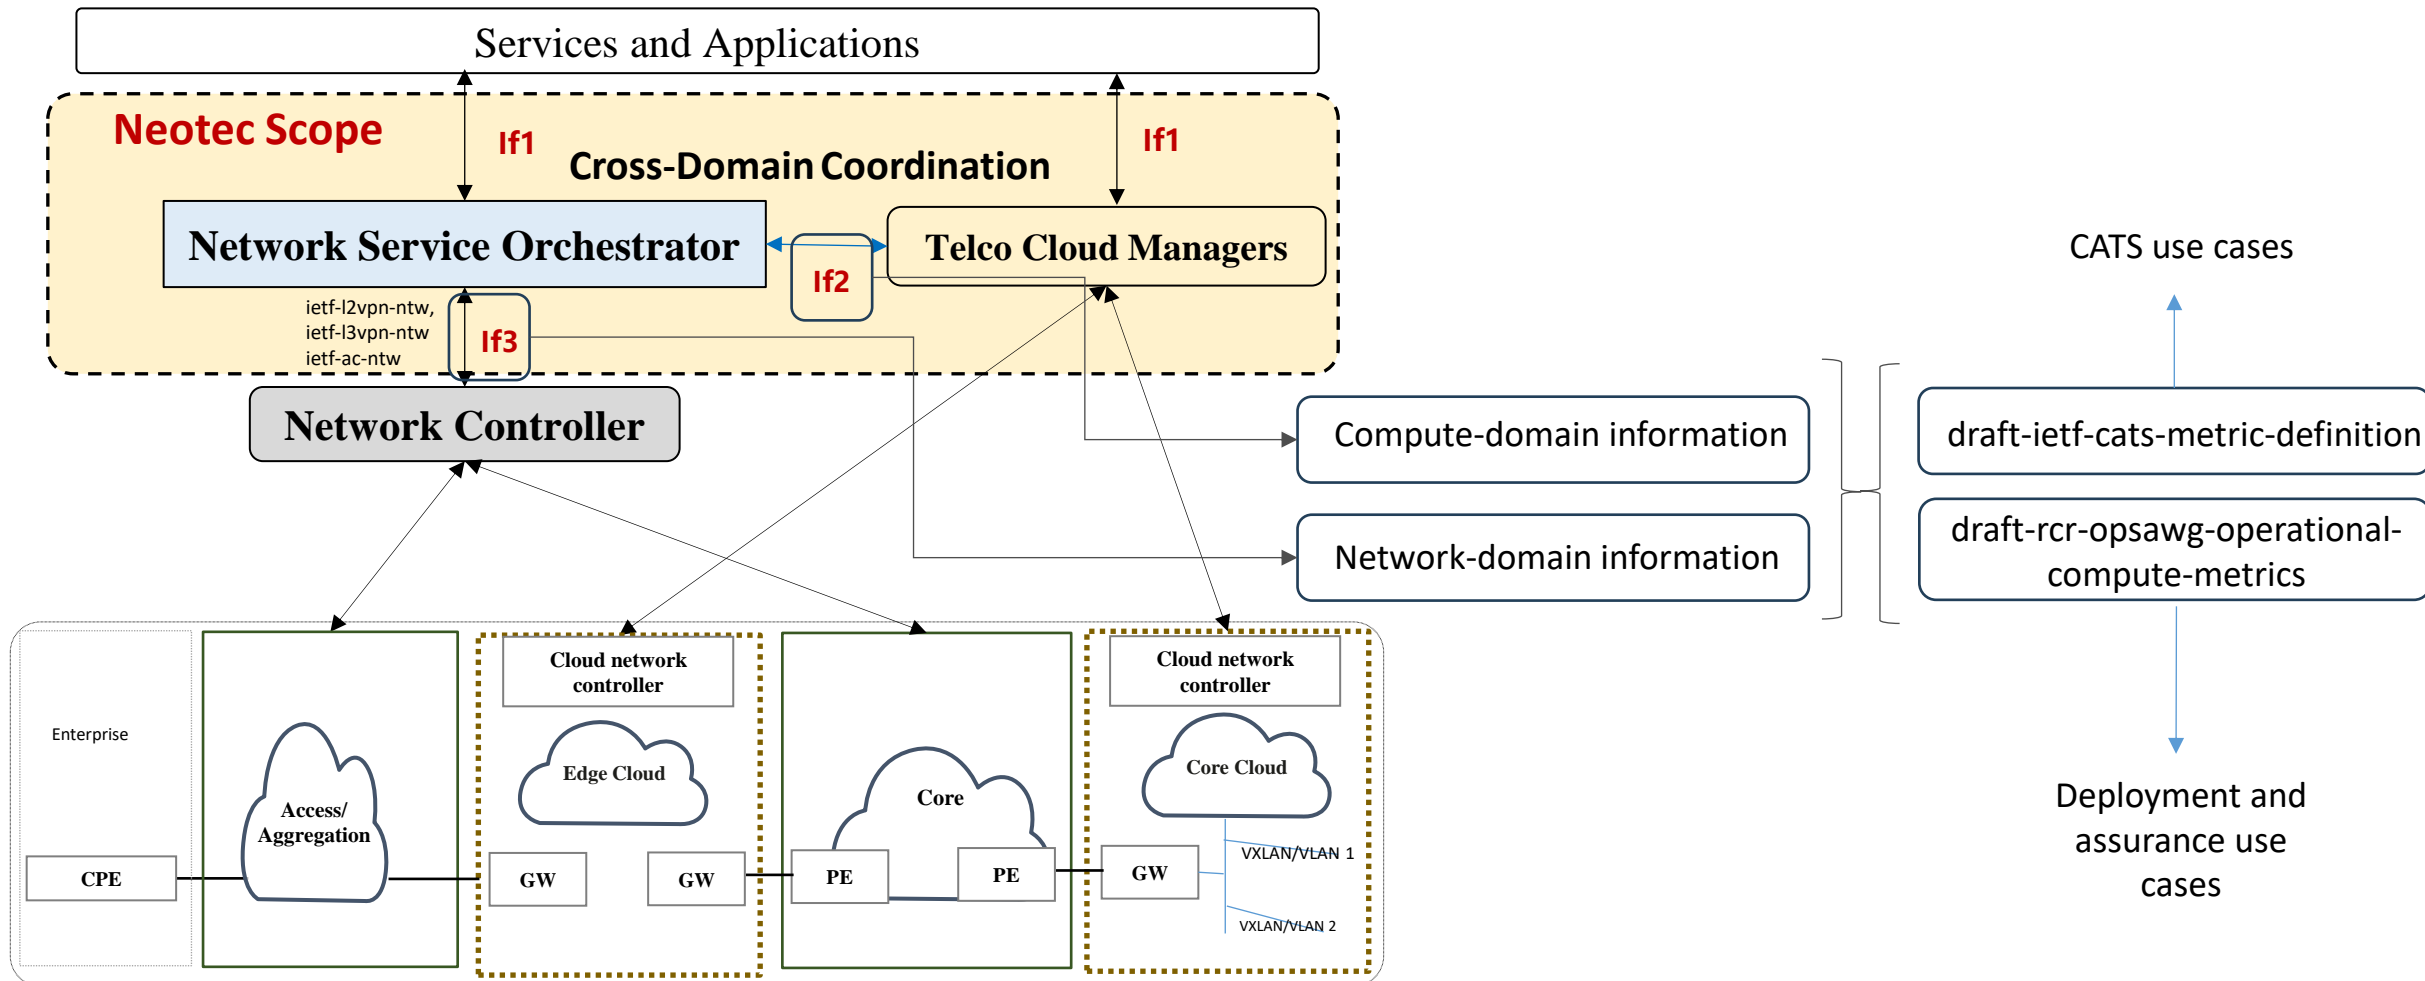 Services and Applications
Neotec Scope
If1
If1
Cross-Domain Coordination
Network Service Orchestrator
Telco Cloud Managers
If2
ietf-l2vpn-ntw,
ietf-l3vpn-ntw
ietf-ac-ntw
If3
Network Controller
CATS use cases
Compute-domain information
draft-ietf-cats-metric-definition
Network-domain information
draft-rcr-opsawg-operational-
compute-metrics
Deployment and
assurance use
cases
Enterprise
CPE
Access/
Aggregation
Cloud network
controller
Edge Cloud
GW
GW
Core
PE
PE
Cloud network
controller
Core Cloud
GW
VXLAN/VLAN 1
VXLAN/VLAN 2